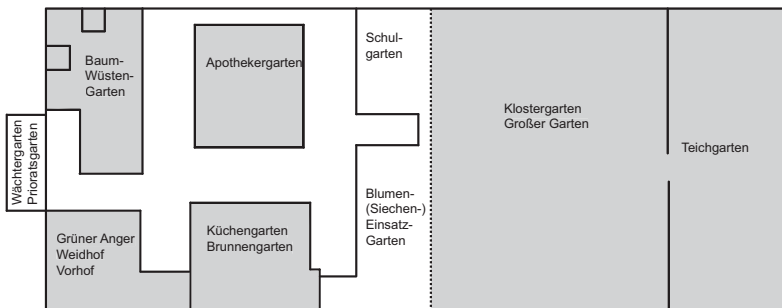 Schul-
garten
Baum-
Wüsten-
Garten
Apothekergarten
Klostergarten
Großer Garten
Teichgarten
Wächtergarten
Prioratsgarten
Blumen-
(Siechen-)
Einsatz-
Garten
Grüner Anger
Weidhof
Vorhof
Küchengarten
Brunnengarten